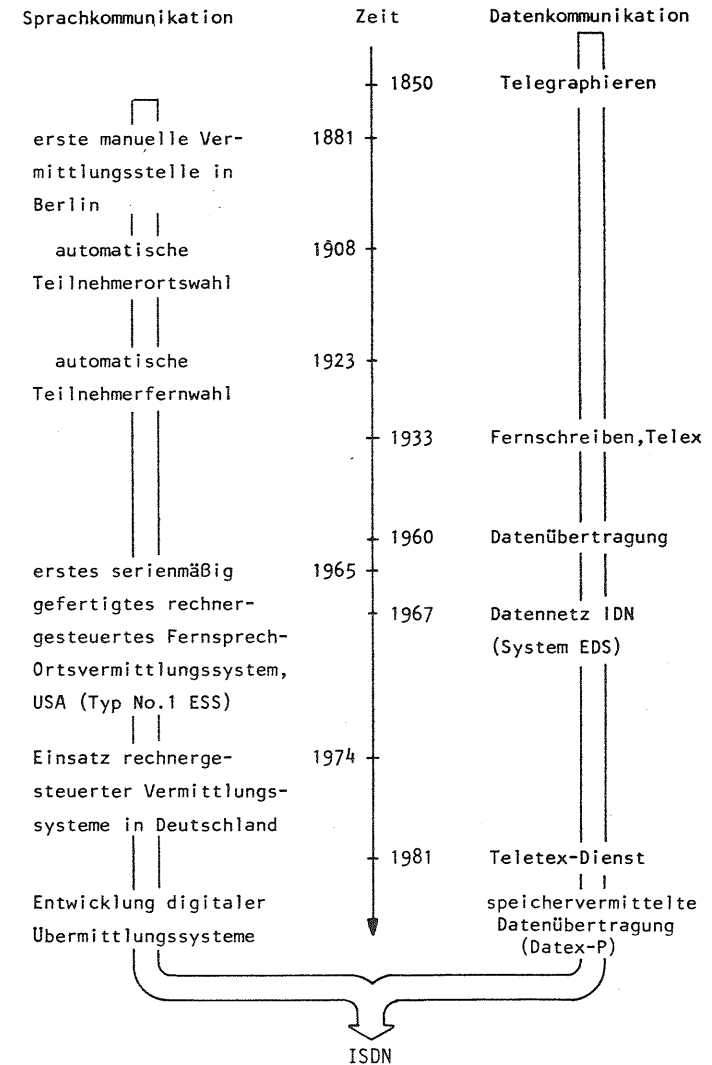 Sprachkommunikation Zeit Datenkommunikation
1850 Telegraphieren
erste manuelle Ver- 1881
mittlungsstelle in
Berlin
automatische 1908
Teilnehmerortswahl
automatische 1923
Teilnehmerfernwahl
1933 Fernschreiben,Telex
1960 Datenübertragung
erstes serienmäßig 1965
gefertigtes rechner- 1967 Datennetz IDN
gesteuertes Fernsprech- (System EDS)
Ortsvermittlungssystem,
USA (Typ No.1 ESS)
Einsatz rechnerge- 1974
steuerter Vermittlungs-
systeme in Deutschland
1981 Teletex-Dienst
Entwicklung digitaler speichervermittelte
Übermittlungssysteme Datenübertragung
(Datex-P)
ISDN